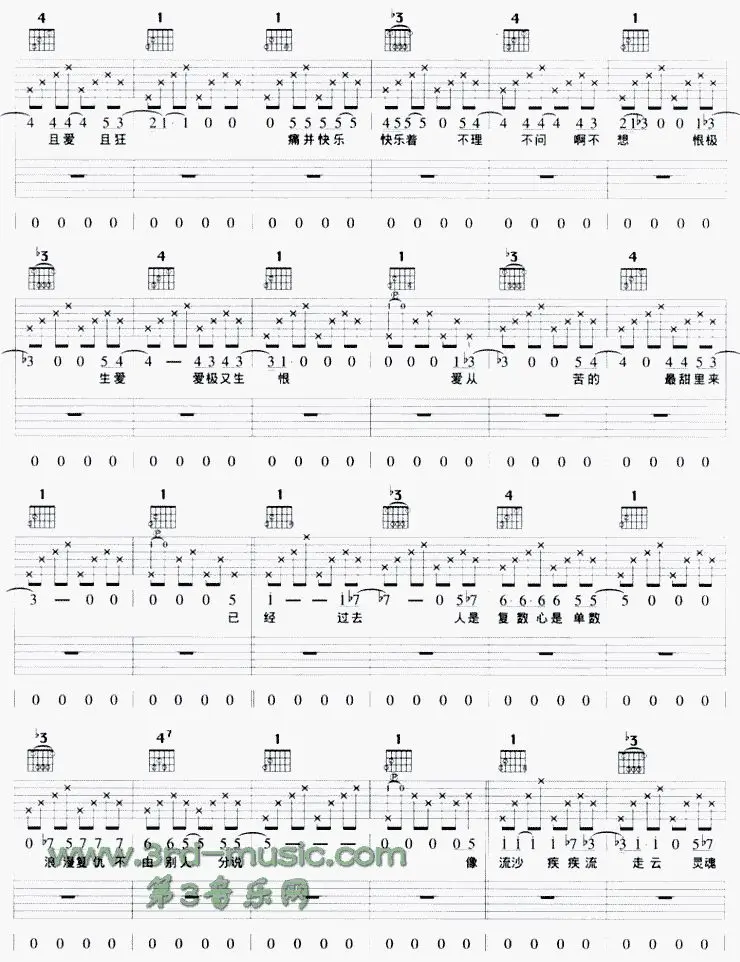 4 1 1 ♭3 4 1
4 4 4 4 5 3 2 1 · 1 0 0 0 5 5 5 5 5 5 4 5 5 5 0 5 4 4 4 4 4 3 2 1 ♭3 0 0 1 ♭3
且爱 且狂 痛并快乐 快乐着 不理 不问 啊不 想 恨极
0 0 0 0 | 0 0 0 0 | 0 0 0 0 | 0 0 0 0 | 0 0 0 0 | 0 0 0 0
♭3 4 1 1 ♭3 4
♭3 0 0 5 4 4 — 4 3 4 3 3 1 · 0 0 0 0 0 0 1 ♭3 ♭3 0 0 5 4 4 0 4 4 5 3
生爱 爱极又生 恨 爱从 苦的 最甜里来
0 0 0 0 | 0 0 0 0 | 0 0 0 0 | 0 0 0 0 | 0 0 0 0 | 0 0 0 0
1 1 1 ♭3 4 1
3 — 0 0 0 0 0 5 1 — — 1 ♭7 ♭7 — 0 5 ♭7 6 · 6 · 6 6 5 5 5 0 0 0
已 经 过去 人是 复数心是 单数
0 0 0 0 | 0 0 0 0 ‖ 0 0 0 0 | 0 0 0 0 | 0 0 0 0 | 0 0 0 0
♭3 4⁷ 1 1 1 ♭3
0 ♭7 5 7 7 7 6 6 5 5 5 5 5 — — — 0 0 0 0 5 1 1 1 1 ♭7 ♭3 1 1 0 5 ♭7
浪漫复仇 不 由 别人 分说 像 流沙 疾 疾流 走云 灵魂
www.3rd-music.com
第3音乐网
0 0 0 0 | 0 0 0 0 | 0 0 0 0 | 0 0 0 0 | 0 0 0 0 | 0 0 0 0